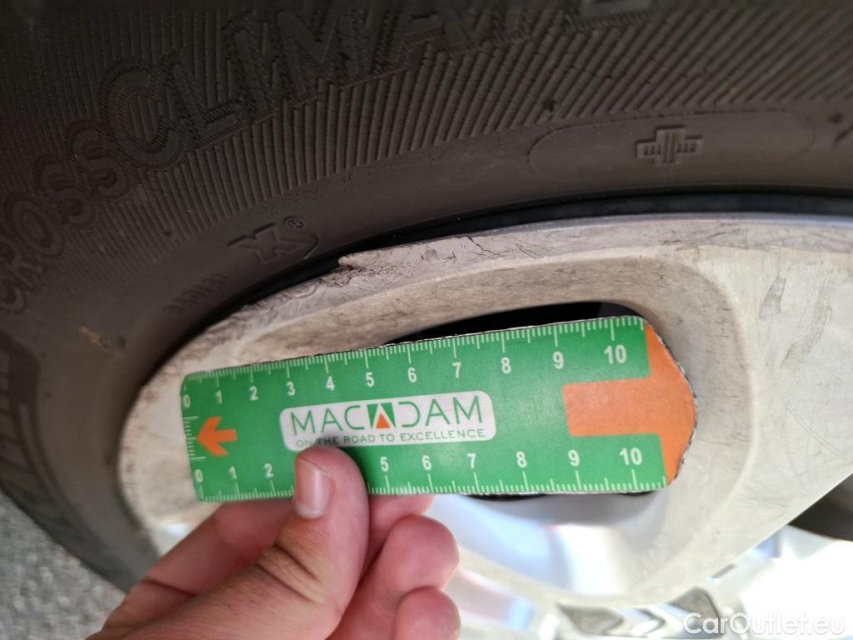 CROSSCLIMATE
X®
0 1 2 3 4 5 6 7 8 9 10
MACADAM
ON THE ROAD TO EXCELLENCE
0 1 2 5 6 7 8 9 10
CarOutlet.eu